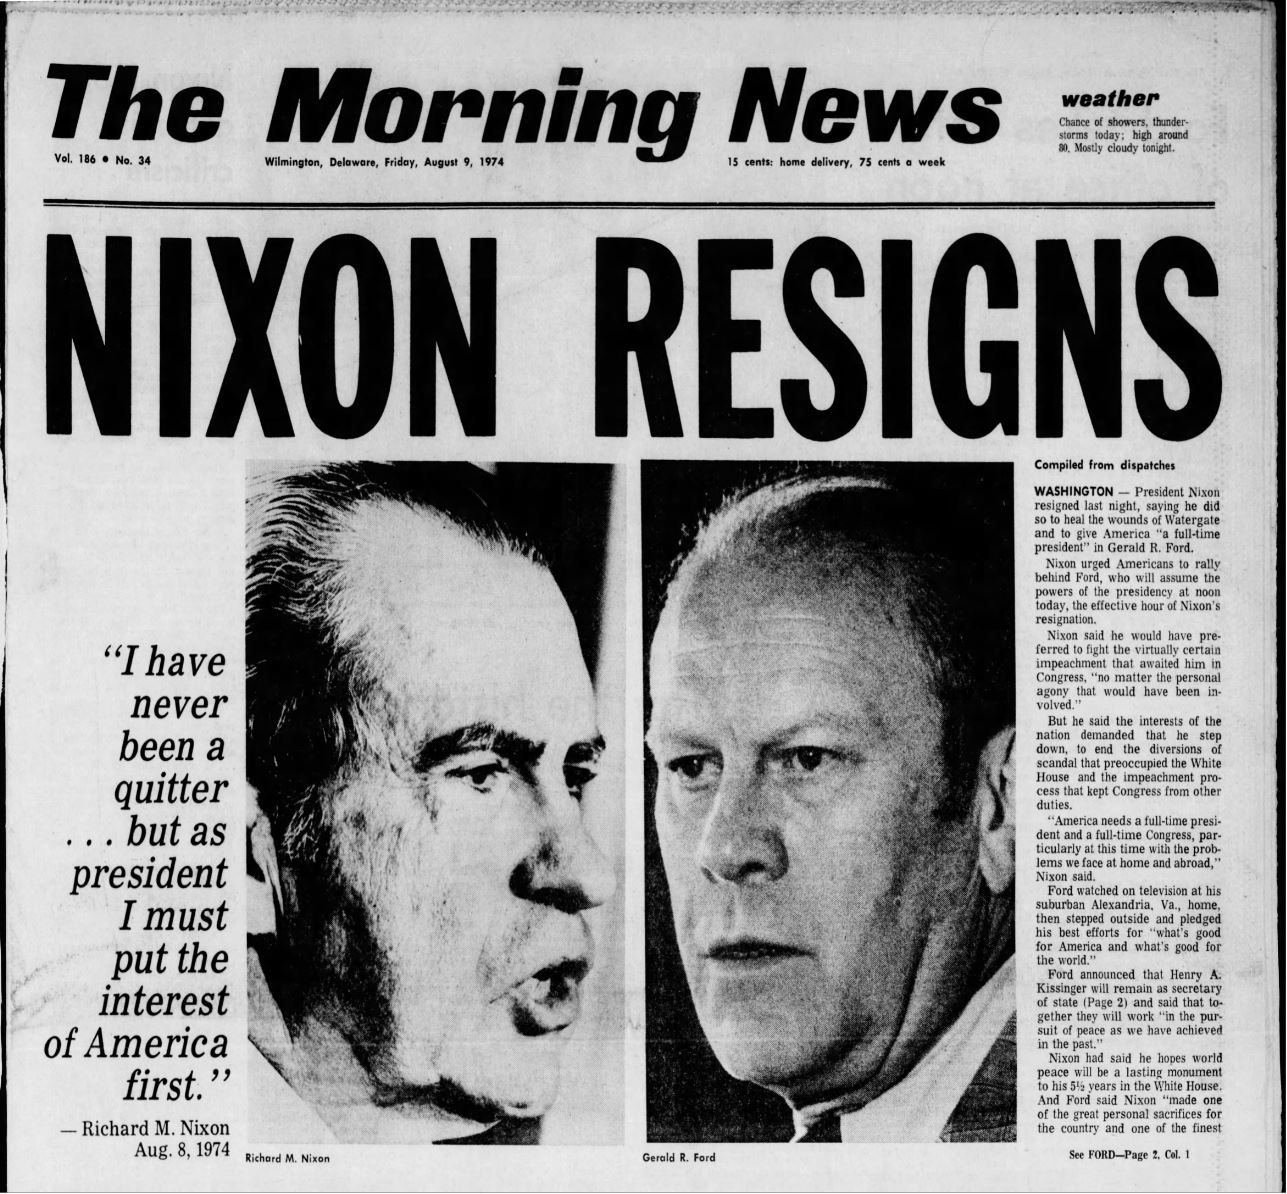 The Morning News
weather
Chance of showers, thunder-
storms today; high around
80. Mostly cloudy tonight.
Vol. 186 • No. 34
Wilmington, Delaware, Friday, August 9, 1974
15 cents: home delivery, 75 cents a week
NIXON RESIGNS
"I have
never
been a
quitter
. . . but as
president
I must
put the
interest
of America
first."
— Richard M. Nixon
Aug. 8, 1974
Richard M. Nixon
Gerald R. Ford
Compiled from dispatches
WASHINGTON — President Nixon
resigned last night, saying he did
so to heal the wounds of Watergate
and to give America "a full-time
president" in Gerald R. Ford.
Nixon urged Americans to rally
behind Ford, who will assume the
powers of the presidency at noon
today, the effective hour of Nixon's
resignation.
Nixon said he would have pre-
ferred to fight the virtually certain
impeachment that awaited him in
Congress, "no matter the personal
agony that would have been in-
volved."
But he said the interests of the
nation demanded that he step
down, to end the diversions of
scandal that preoccupied the White
House and the impeachment pro-
cess that kept Congress from other
duties.
"America needs a full-time presi-
dent and a full-time Congress, par-
ticularly at this time with the prob-
lems we face at home and abroad,"
Nixon said.
Ford watched on television at his
suburban Alexandria, Va., home,
then stepped outside and pledged
his best efforts for "what's good
for America and what's good for
the world."
Ford announced that Henry A.
Kissinger will remain as secretary
of state (Page 2) and said that to-
gether they will work "in the pur-
suit of peace as we have achieved
in the past."
Nixon had said he hopes world
peace will be a lasting monument
to his 5½ years in the White House.
And Ford said Nixon "made one
of the great personal sacrifices for
the country and one of the finest
See FORD—Page 2, Col. 1